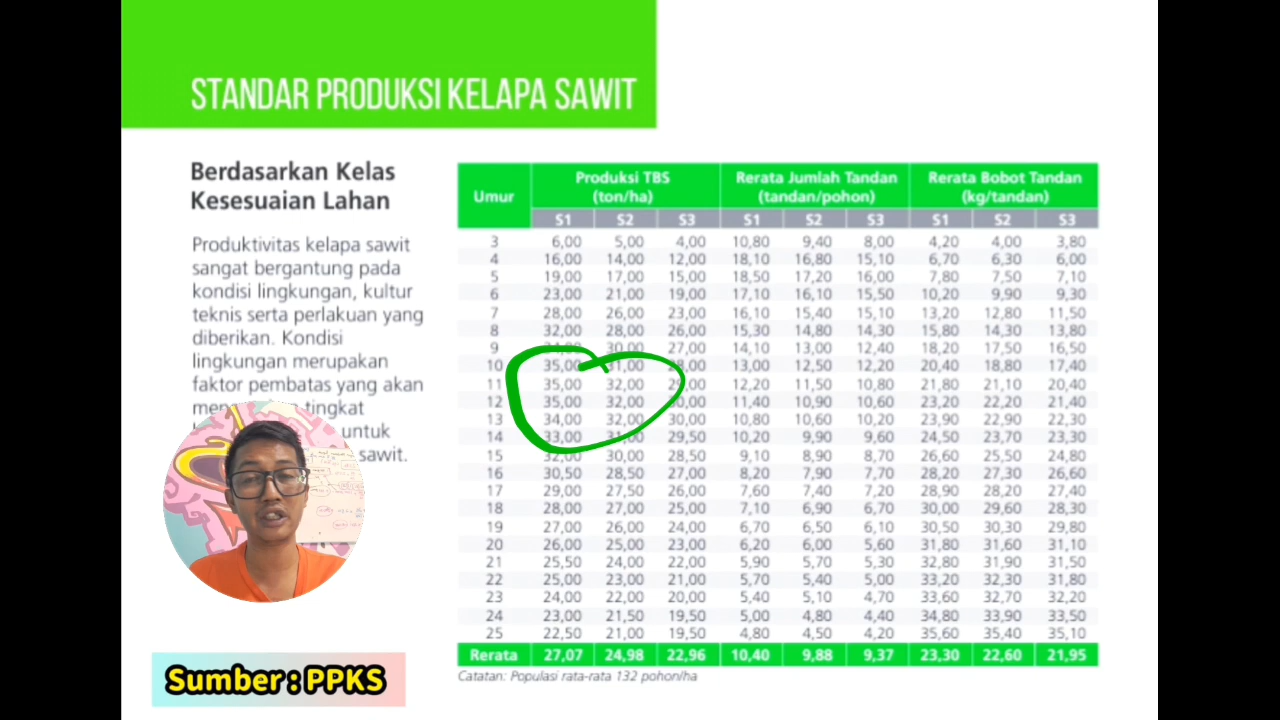 STANDAR PRODUKSI KELAPA SAWIT
Berdasarkan Kelas
Kesesuaian Lahan
Produktivitas kelapa sawit
sangat bergantung pada
kondisi lingkungan, kultur
teknis serta perlakuan yang
diberikan. Kondisi
lingkungan merupakan
faktor pembatas yang akan
tingkat
untuk
sawit.
Umur Produksi TBS (ton/ha) Rerata Jumlah Tandan (tandan/pohon) Rerata Bobot Tandan (kg/tandan)
S1 S2 S3 S1 S2 S3 S1 S2 S3
3 6,00 5,00 4,00 10,80 9,40 8,00 4,20 4,00 3,80
4 16,00 14,00 12,00 18,10 16,80 15,10 6,70 6,30 6,00
5 19,00 17,00 15,00 18,50 17,20 16,00 7,80 7,50 7,10
6 23,00 21,00 19,00 17,10 16,10 15,50 10,20 9,90 9,30
7 28,00 26,00 23,00 16,10 15,40 15,10 13,20 12,80 11,50
8 32,00 28,00 26,00 15,30 14,80 14,30 15,80 14,30 13,80
9 30,00 27,00 14,10 13,00 12,40 18,20 17,50 16,50
10 35,00 31,00 28,00 13,00 12,50 12,20 20,40 18,80 17,40
11 35,00 32,00 12,20 11,50 10,80 21,80 21,10 20,40
12 35,00 32,00 30,00 11,40 10,90 10,60 23,20 22,20 21,40
13 34,00 32,00 30,00 10,80 10,60 10,20 23,90 22,90 22,30
14 33,00 31,00 29,50 10,20 9,90 9,60 24,50 23,70 23,30
15 32,00 30,00 28,50 9,10 8,90 8,70 26,60 25,50 24,80
16 30,50 28,50 27,00 8,20 7,90 7,70 28,20 27,30 26,60
17 29,00 27,50 26,00 7,60 7,40 7,20 28,90 28,20 27,40
18 28,00 27,00 25,00 7,10 6,90 6,70 30,00 29,60 28,30
19 27,00 26,00 24,00 6,70 6,50 6,10 30,50 30,30 29,80
20 26,00 25,00 23,00 6,20 6,00 5,60 31,80 31,60 31,10
21 25,50 24,00 22,00 5,90 5,70 5,30 32,80 31,90 31,50
22 25,00 23,00 21,00 5,70 5,40 5,00 33,20 32,30 31,80
23 24,00 22,00 20,00 5,40 5,10 4,70 33,60 32,70 32,20
24 23,00 21,50 19,50 5,00 4,80 4,40 34,80 33,90 33,50
25 22,50 21,00 19,50 4,80 4,50 4,20 35,60 35,40 35,10
Rerata 27,07 24,98 22,96 10,40 9,88 9,37 23,30 22,60 21,95
Catatan: Populasi rata-rata 132 pohon/ha
Sumber : PPKS